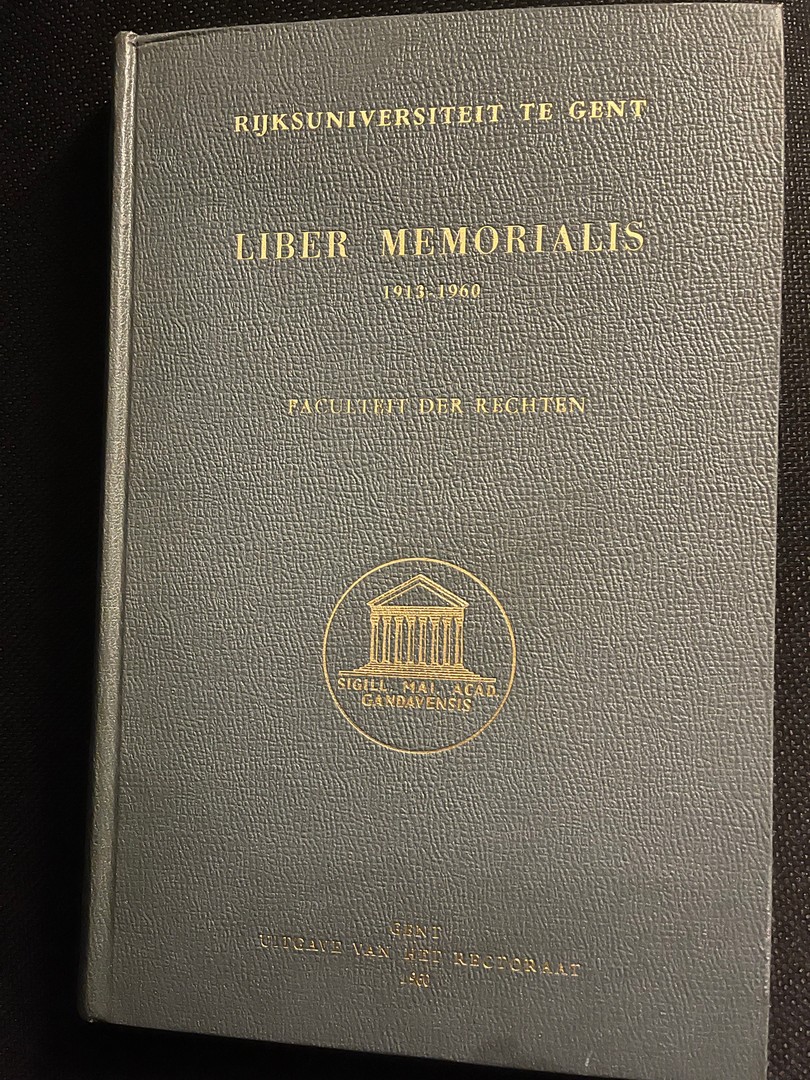 RIJKSUNIVERSITEIT TE GENT
LIBER MEMORIALIS
1913-1960
FACULTEIT DER RECHTEN
SIGILL. MAI. ACAD.
GANDAVENSIS
GENT
UITGAVE VAN HET RECTORAAT
1960